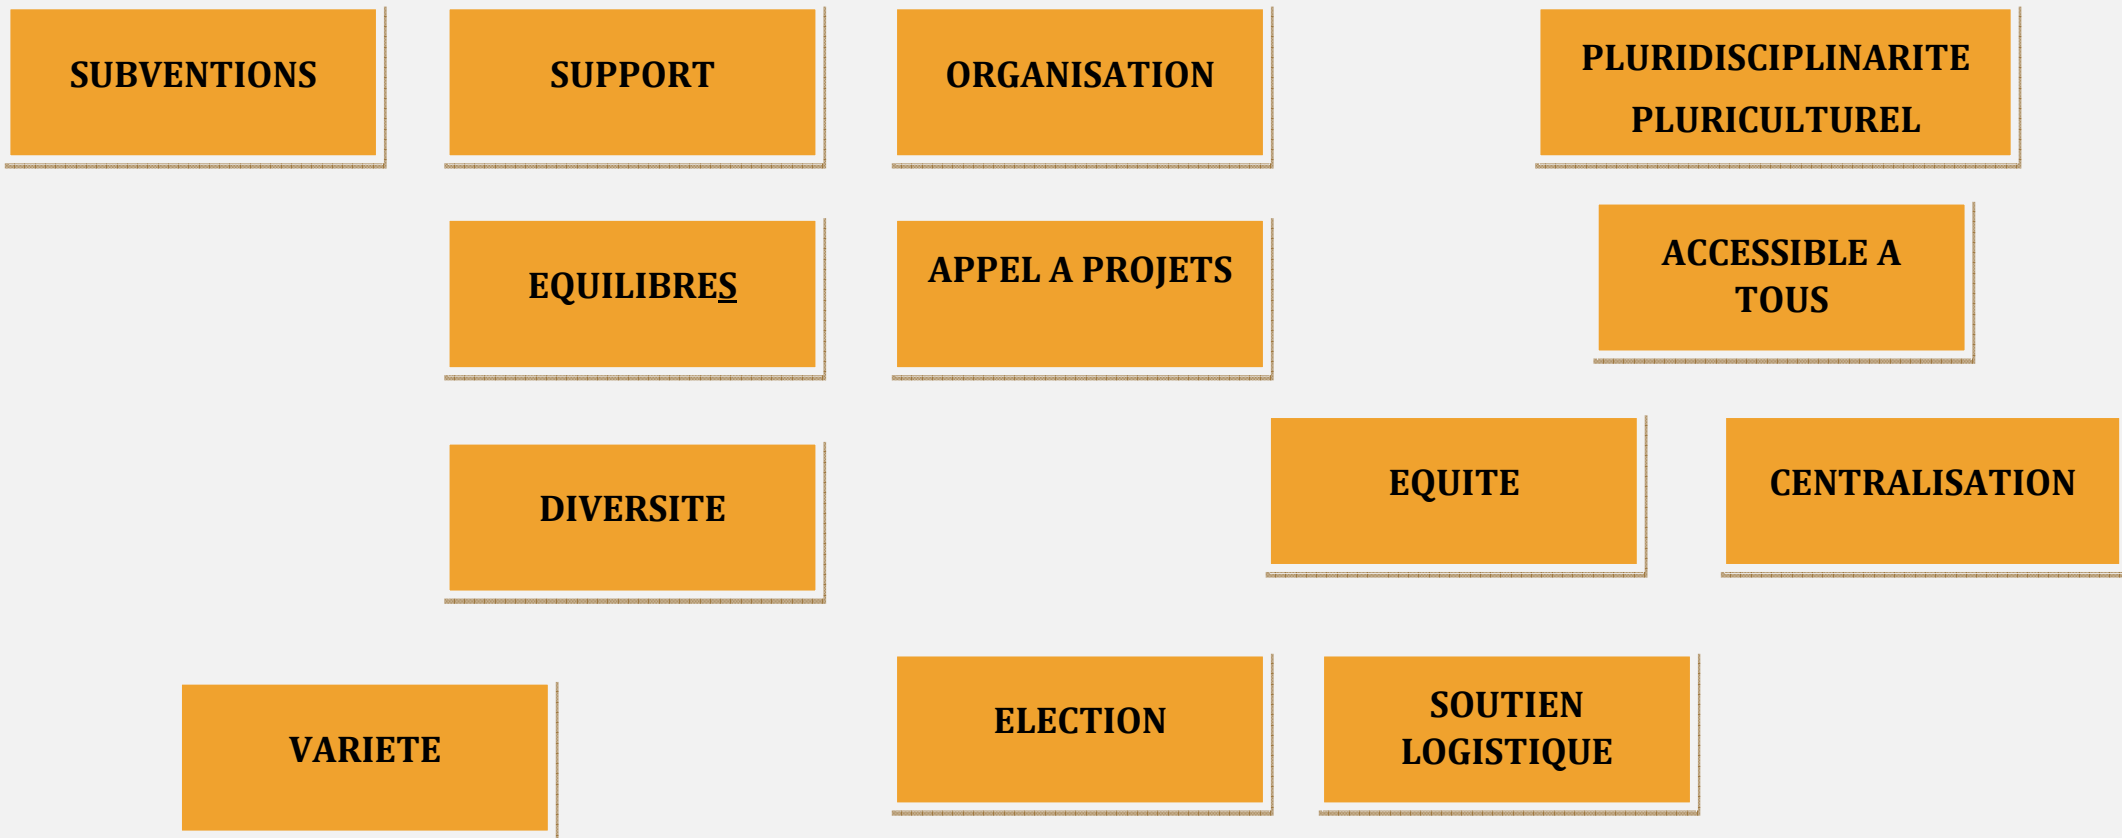 SUBVENTIONS
SUPPORT
ORGANISATION
PLURIDISCIPLINARITE
PLURICULTUREL
EQUILIBRES
APPEL A PROJETS
ACCESSIBLE A
TOUS
DIVERSITE
EQUITE
CENTRALISATION
VARIETE
ELECTION
SOUTIEN
LOGISTIQUE